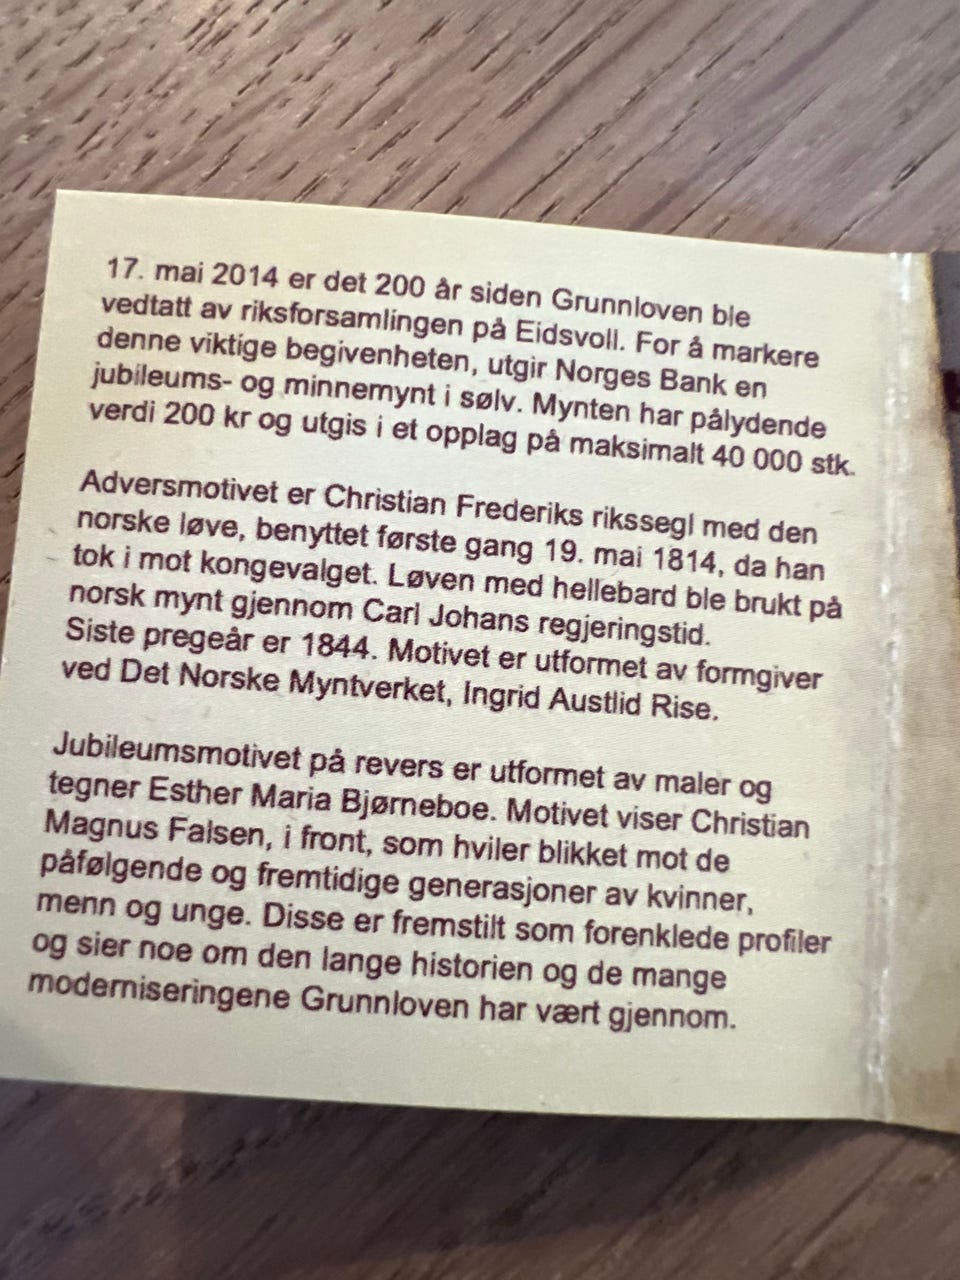 17. mai 2014 er det 200 år siden Grunnloven ble
vedtatt av riksforsamlingen på Eidsvoll. For å markere
denne viktige begivenheten, utgir Norges Bank en
jubileums- og minnemynt i sølv. Mynten har pålydende
verdi 200 kr og utgis i et opplag på maksimalt 40 000 stk.
Adversmotivet er Christian Frederiks rikssegl med den
norske løve, benyttet første gang 19. mai 1814, da han
tok i mot kongevalget. Løven med hellebard ble brukt på
norsk mynt gjennom Carl Johans regjeringstid.
Siste pregeår er 1844. Motivet er utformet av formgiver
ved Det Norske Myntverket, Ingrid Austlid Rise.
Jubileumsmotivet på revers er utformet av maler og
tegner Esther Maria Bjørneboe. Motivet viser Christian
Magnus Falsen, i front, som hviler blikket mot de
påfølgende og fremtidige generasjoner av kvinner,
menn og unge. Disse er fremstilt som forenklede profiler
og sier noe om den lange historien og de mange
moderniseringene Grunnloven har vært gjennom.